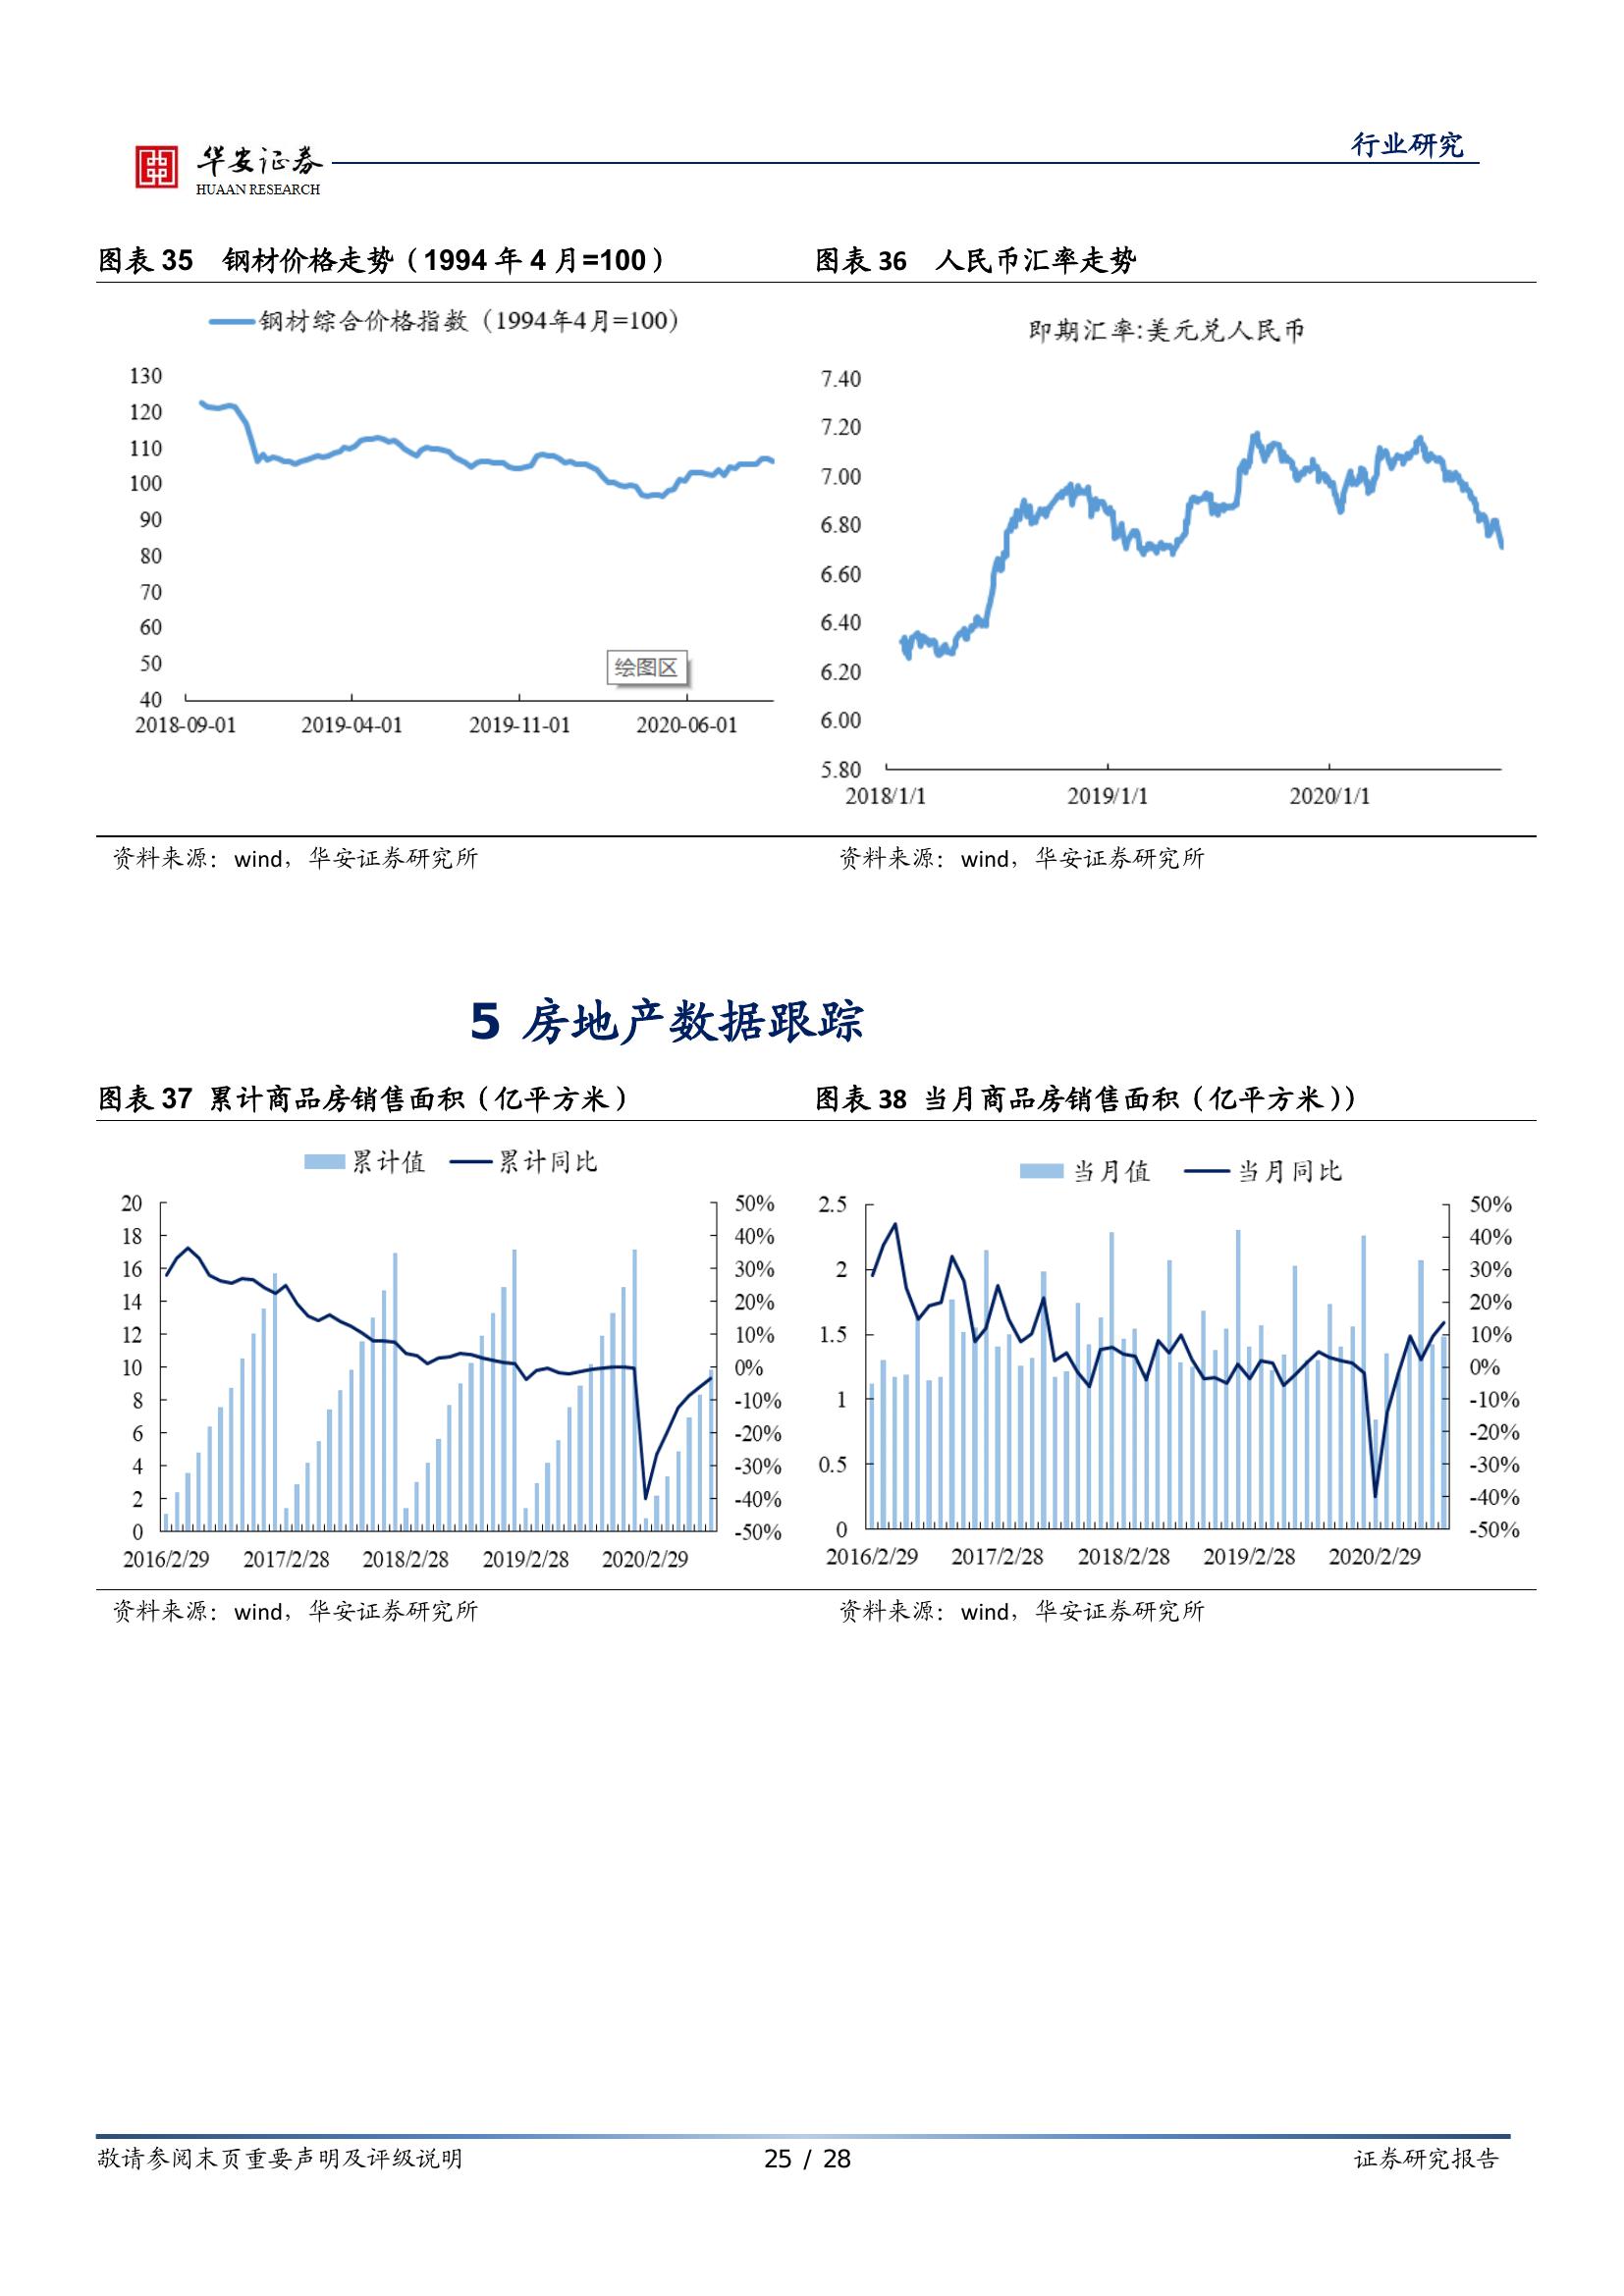 行业研究
华安证券
HUAAN RESEARCH
图表 35 钢材价格走势（1994 年 4 月=100）
图表 36 人民币汇率走势
钢材综合价格指数（1994年4月=100）
130
120
110
100
90
80
70
60
50
40
绘图区
2018-09-01 2019-04-01 2019-11-01 2020-06-01
即期汇率:美元兑人民币
7.40
7.20
7.00
6.80
6.60
6.40
6.20
6.00
5.80
2018/1/1 2019/1/1 2020/1/1
资料来源：wind，华安证券研究所
资料来源：wind，华安证券研究所
5 房地产数据跟踪
图表 37 累计商品房销售面积（亿平方米）
图表 38 当月商品房销售面积（亿平方米））
累计值 累计同比
20 50%
18 40%
16 30%
14 20%
12 10%
10 0%
8 -10%
6 -20%
4 -30%
2 -40%
0 -50%
2016/2/29 2017/2/28 2018/2/28 2019/2/28 2020/2/29
当月值 当月同比
2.5
2
1.5
1
0.5
0
50%
40%
30%
20%
10%
0%
-10%
-20%
-30%
-40%
-50%
2016/2/29 2017/2/28 2018/2/28 2019/2/28 2020/2/29
资料来源：wind，华安证券研究所
资料来源：wind，华安证券研究所
敬请参阅末页重要声明及评级说明
25 / 28
证券研究报告